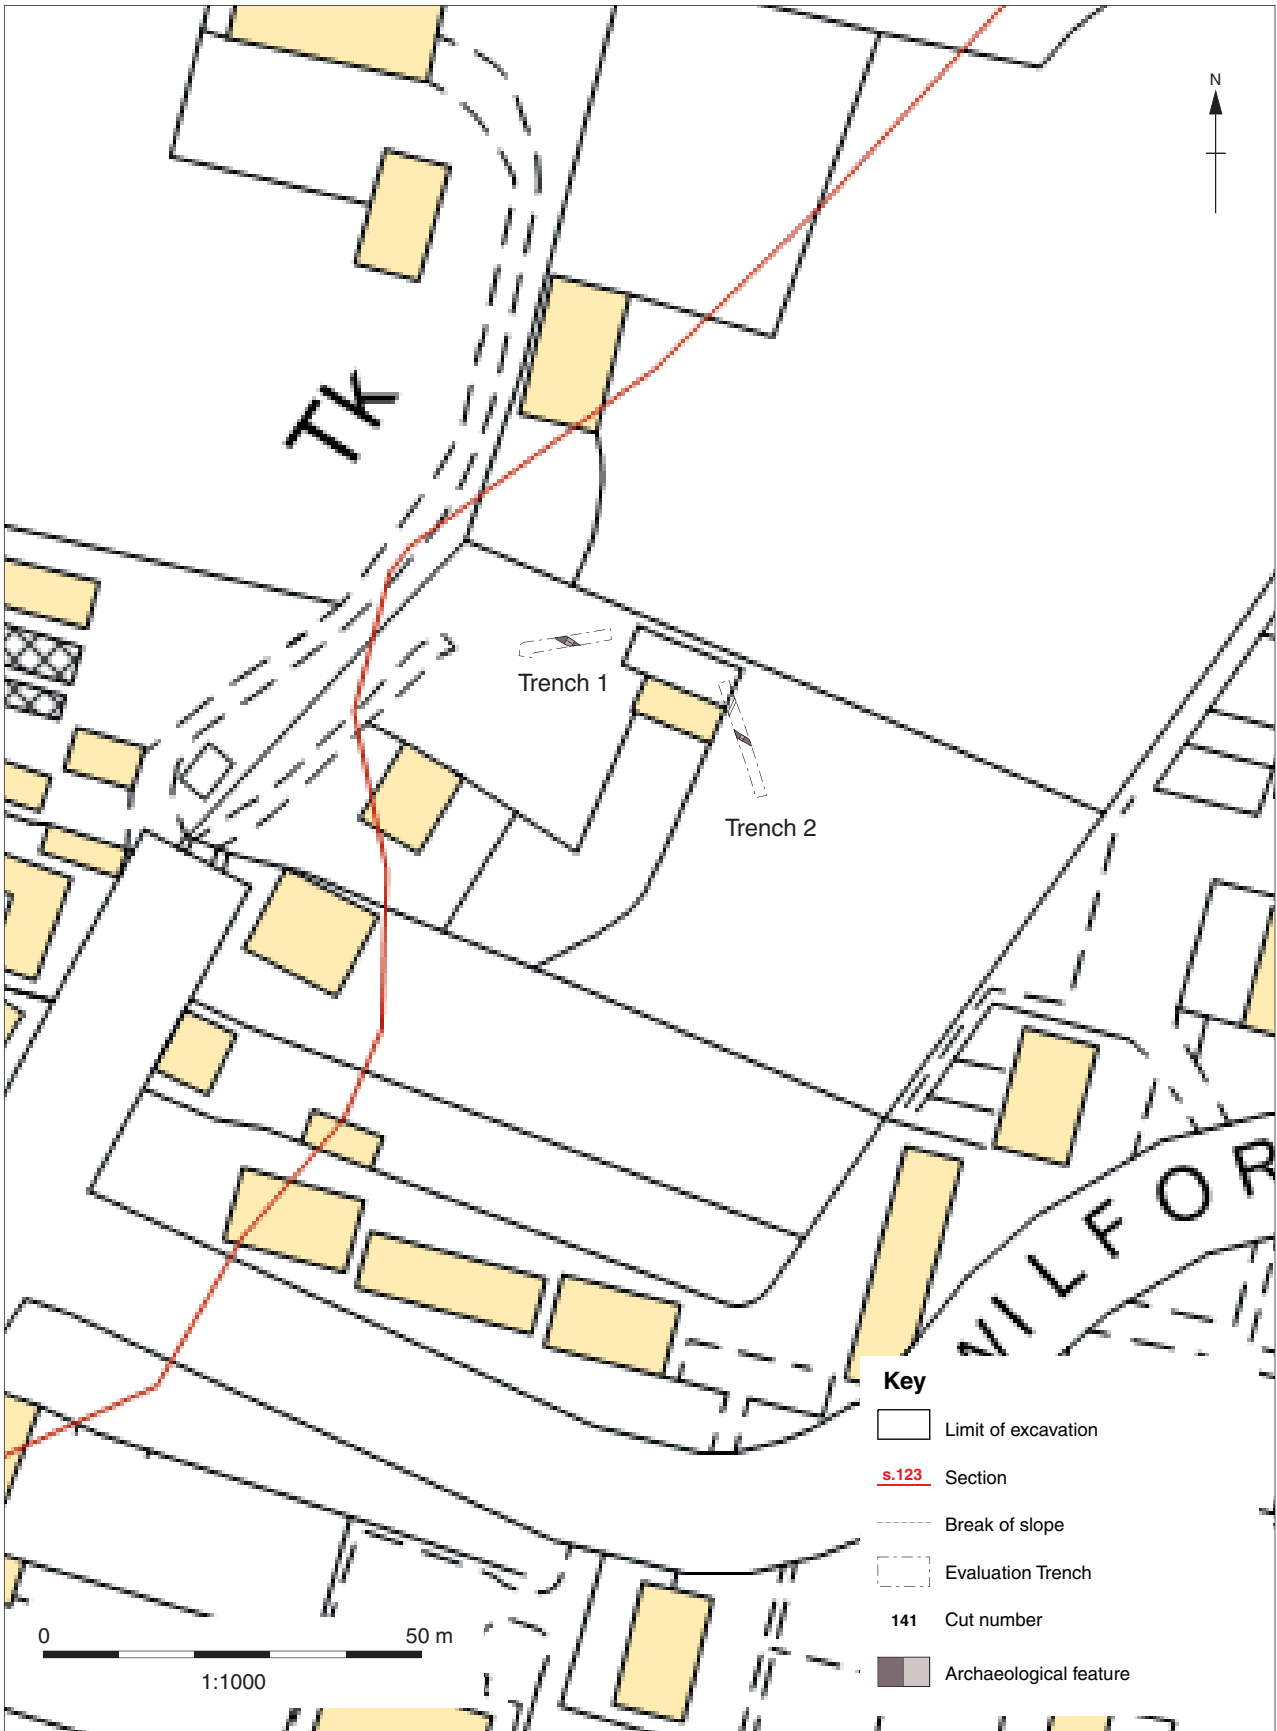 N
Tk
Trench 1
Trench 2
WILFOR
Key
Limit of excavation
s.123 Section
Break of slope
Evaluation Trench
141 Cut number
Archaeological feature
0 50 m
1:1000